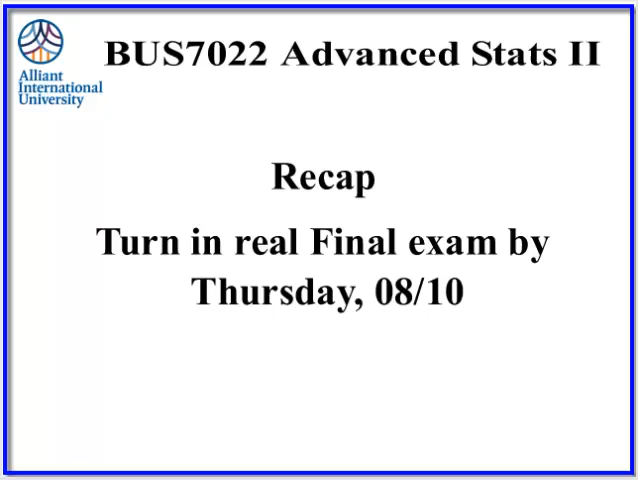 BUS7022 Advanced Stats II
Alliant
International
University
Recap
Turn in real Final exam by
Thursday, 08/10